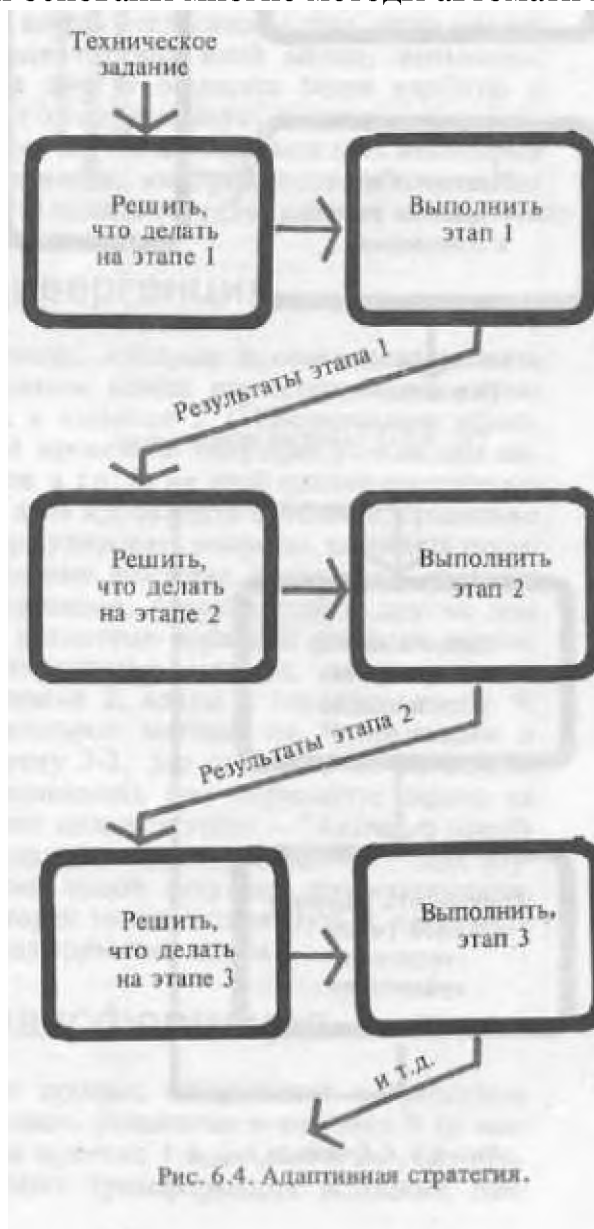 Техническое
задание
Решить,
что делать
на этапе 1
Выполнить
этап 1
Результаты этапа 1
Решить,
что делать
на этапе 2
Выполнить
этап 2
Результаты этапа 2
Решить,
что делать
на этапе 3
Выполнить,
этап 3
и т.д.
Рис. 6.4. Адаптивная стратегия.